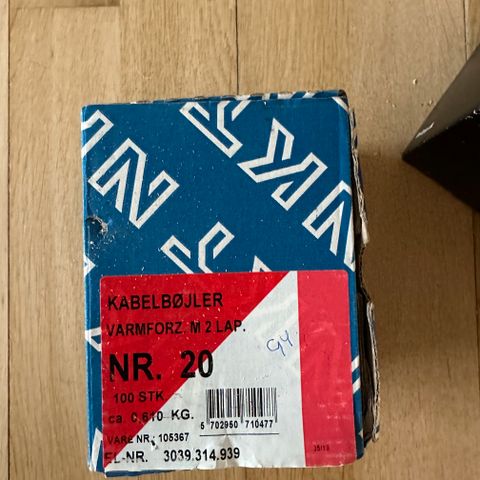 KABELBØJLER
VARMFORZ. M 2 LAP.
NR. 20
100 STK
ca. 0,610 KG.
5 702950 710477
VARE NR. 105367
EL-NR. 3039.314.939